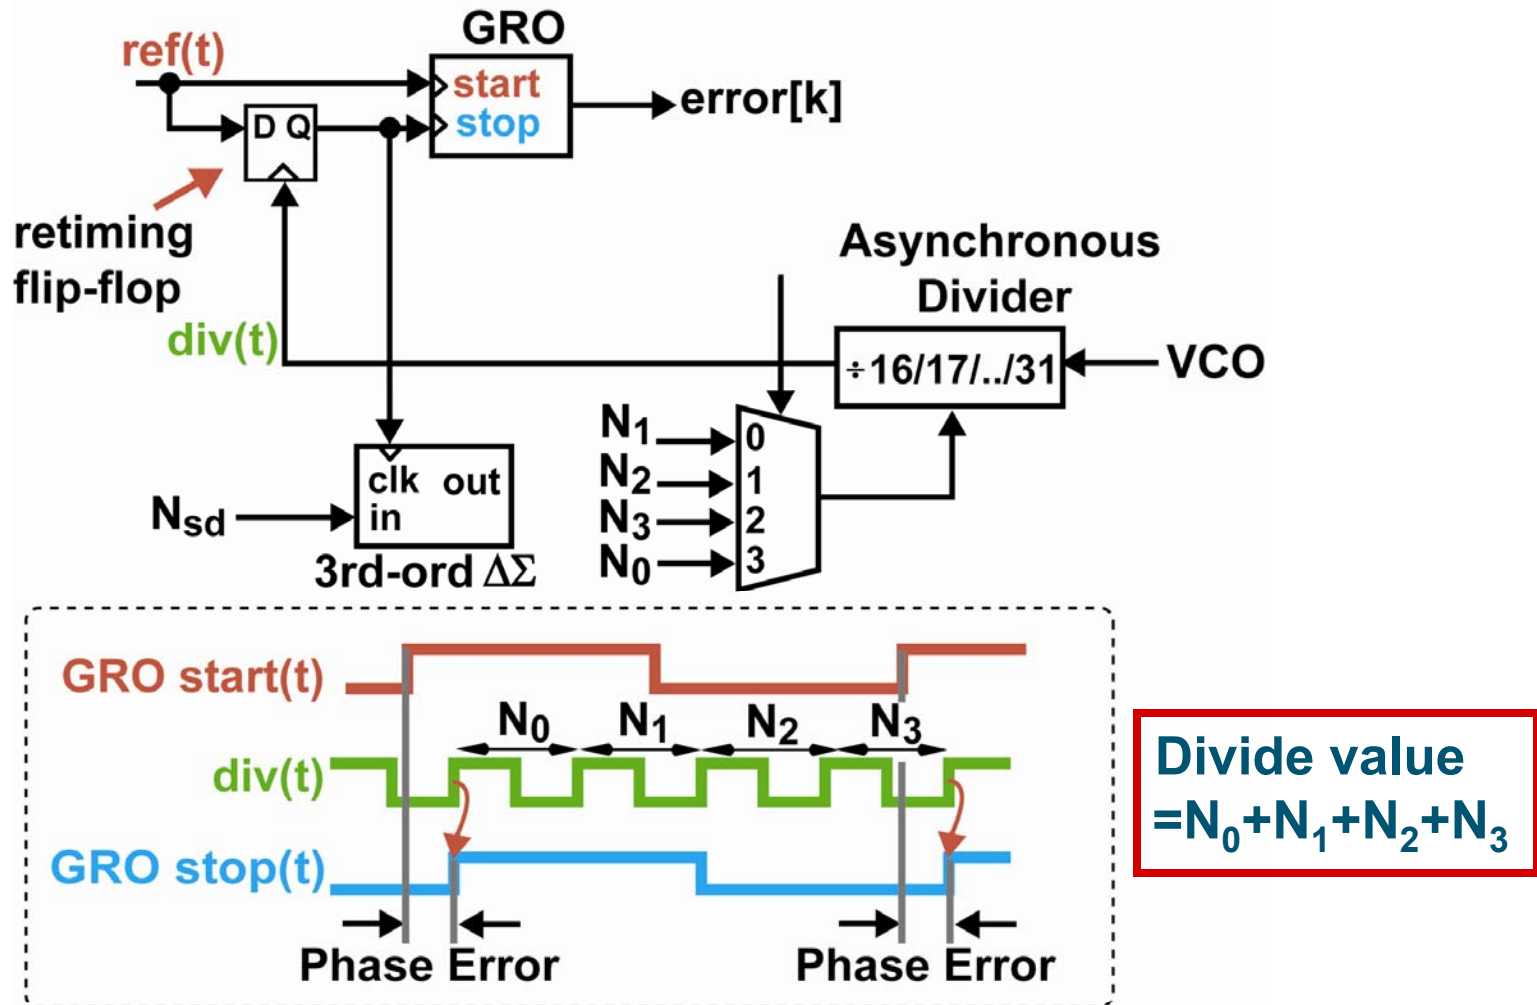 GRO
ref(t)
start
stop
error[k]
D Q
retiming
flip-flop
Asynchronous
Divider
div(t)
÷16/17/../31
VCO
N1
N2
N3
N0
0
1
2
3
clk out
in
Nsd
3rd-ord ΔΣ
GRO start(t)
N0 N1 N2 N3
div(t)
GRO stop(t)
Phase Error Phase Error
Divide value
=N0+N1+N2+N3